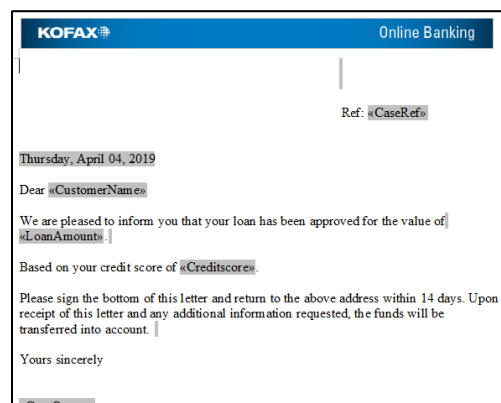 KOFAX Online Banking
Ref: «CaseRef»
Thursday, April 04, 2019
Dear «CustomerName»
We are pleased to inform you that your loan has been approved for the value of
«LoanAmount».
Based on your credit score of «Creditscore».
Please sign the bottom of this letter and return to the above address within 14 days. Upon
receipt of this letter and any additional information requested, the funds will be
transferred into account.
Yours sincerely